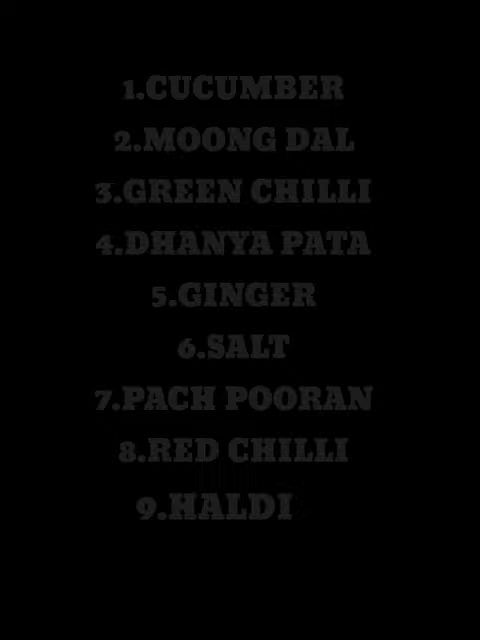 1.CUCUMBER
2.MOONG DAL
3.GREEN CHILLI
4.DHANYA PATA
5.GINGER
6.SALT
7.PACH POORAN
8.RED CHILLI
9.HALDI